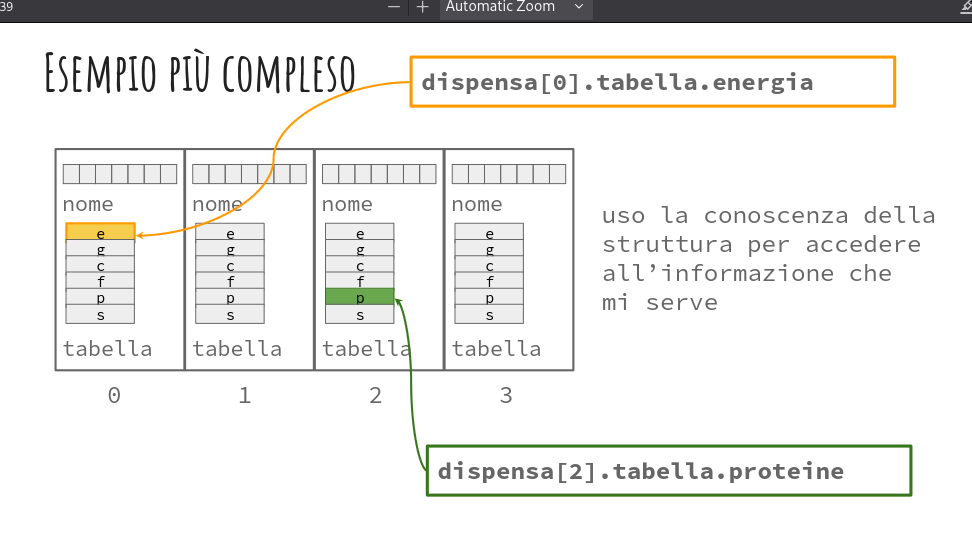 39
Automatic Zoom
ESEMPIO PIÙ COMPLESO
dispensa[0].tabella.energia
nome nome nome nome
e e e e
g g g g
c c c c
f f f f
p p p p
s s s s
tabella tabella tabella tabella
0 1 2 3
uso la conoscenza della
struttura per accedere
all’informazione che
mi serve
dispensa[2].tabella.proteine